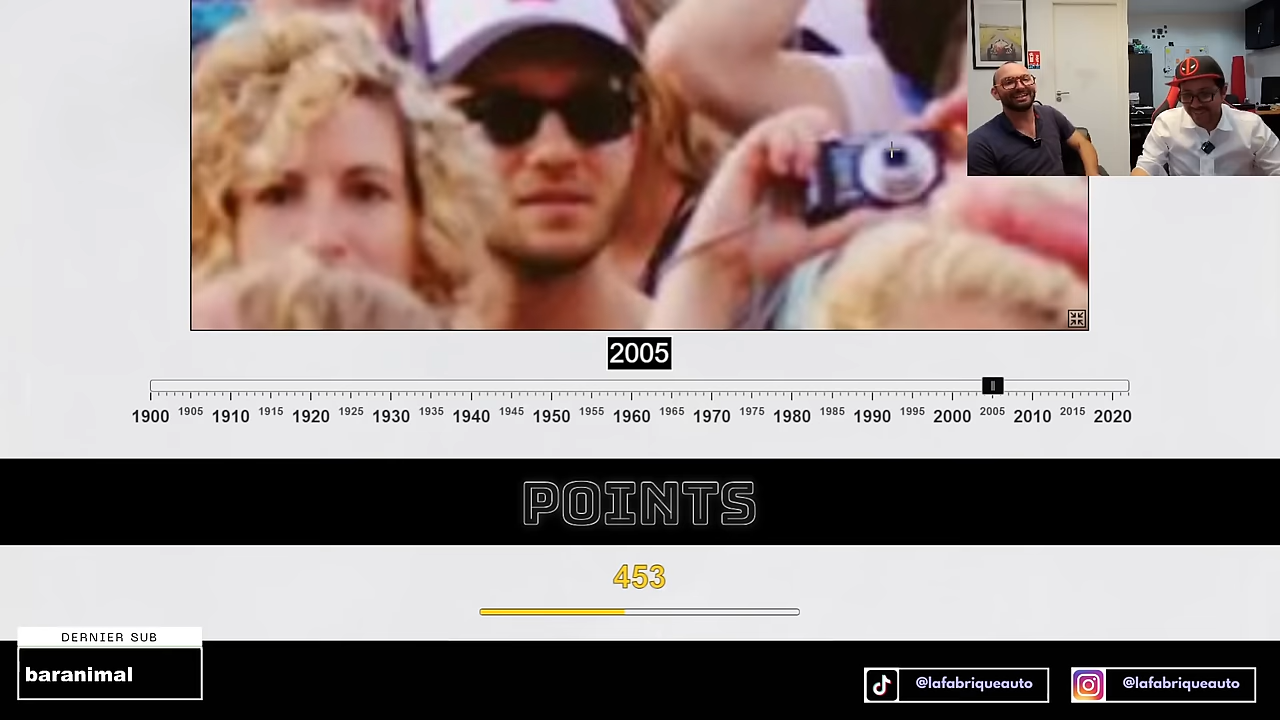 2005
1900 1905 1910 1915 1920 1925 1930 1935 1940 1945 1950 1955 1960 1965 1970 1975 1980 1985 1990 1995 2000 2005 2010 2015 2020
POINTS
453
DERNIER SUB
baranimal
@lafabriqueauto
@lafabriqueauto